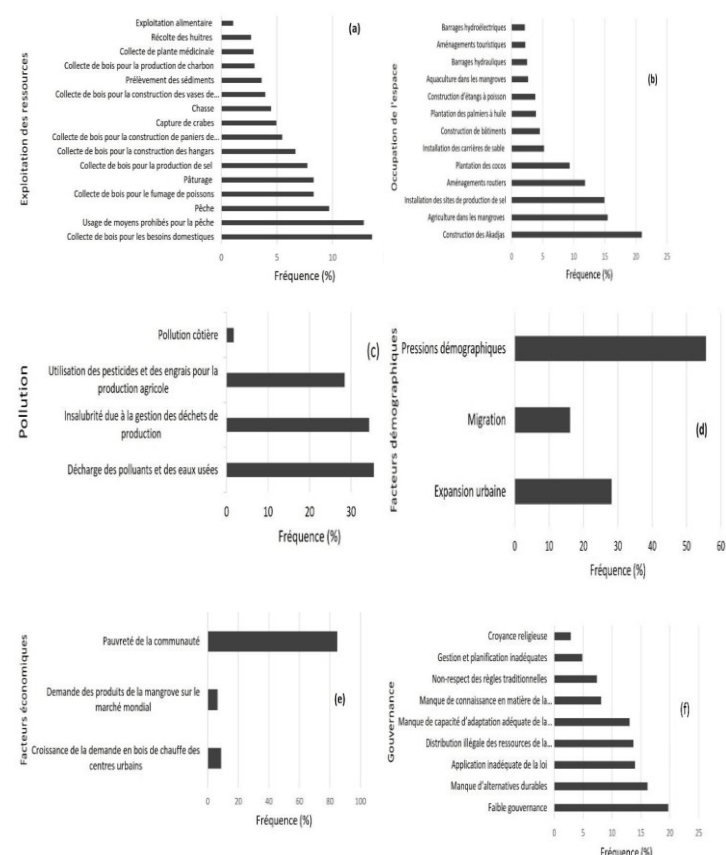 (a)
Exploitation des ressources
Exploitation alimentaire
Récolte des huitres
Collecte de plante médicinale
Collecte de bois pour la production de charbon
Prélèvement des sédiments
Collecte de bois pour la construction des vases de...
Chasse
Capture de crabes
Collecte de bois pour la construction de paniers de...
Collecte de bois pour la construction des hangars
Collecte de bois pour la production de sel
Pâturage
Collecte de bois pour le fumage de poissons
Pêche
Usage de moyens prohibés pour la pêche
Collecte de bois pour les besoins domestiques
0 5 10
Fréquence (%)
(b)
Occupation de l'espace
Barrages hydroélectriques
Aménagements touristiques
Barrages hydrauliques
Aquaculture dans les mangroves
Construction d'étangs à poisson
Plantation des palmiers à huile
Construction de bâtiments
Installation des carrières de sable
Plantation des cocos
Aménagements routiers
Installation des sites de production de sel
Agriculture dans les mangroves
Construction des Akadjas
0 5 10 15 20 25
Fréquence (%)
(c)
Pollution
Pollution côtière
Utilisation des pesticides et des engrais pour la
production agricole
Insalubrité due à la gestion des déchets de
production
Décharge des polluants et des eaux usées
0 10 20 30
Fréquence (%)
(d)
Facteurs démographiques
Pressions démographiques
Migration
Expansion urbaine
0 10 20 30 40 50 60
Fréquence (%)
(e)
Facteurs économiques
Pauvreté de la communauté
Demande des produits de la mangrove sur le
marché mondial
Croissance de la demande en bois de chauffe des
centres urbains
0 20 40 60 80 100
Fréquence (%)
(f)
Gouvernance
Croyance religieuse
Gestion et planification inadéquates
Non-respect des règles traditionnelles
Manque de connaissance en matière de la...
Manque de capacité d'adaptation adéquate de la...
Distribution illégale des ressources de la...
Application inadéquate de la loi
Manque d'alternatives durables
Faible gouvernance
0 5 10 15 20 25
Fréquence (%)